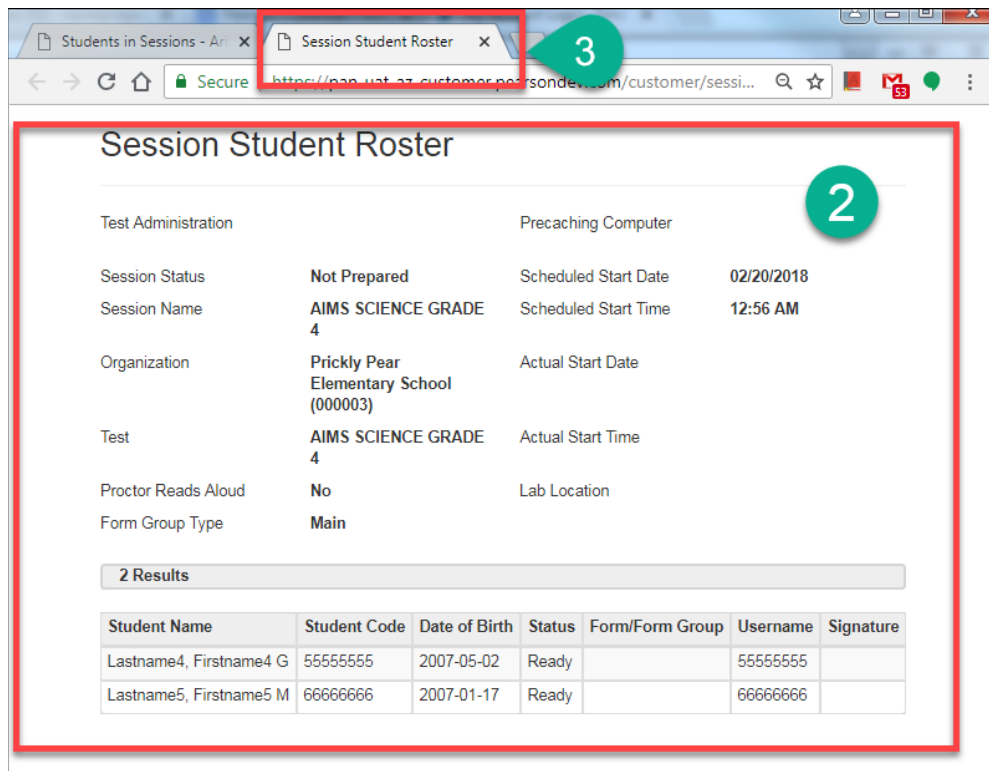 Students in Sessions - Ari
Session Student Roster
3
Secure https://pan-uat-az-customer.pearsondev.com/customer/sessi...
53
Session Student Roster
2
Test Administration Precaching Computer
Session Status Not Prepared Scheduled Start Date 02/20/2018
Session Name AIMS SCIENCE GRADE Scheduled Start Time 12:56 AM
4
Organization Prickly Pear Actual Start Date
Elementary School
(000003)
Test AIMS SCIENCE GRADE Actual Start Time
4
Proctor Reads Aloud No Lab Location
Form Group Type Main
2 Results
Student Name Student Code Date of Birth Status Form/Form Group Username Signature
Lastname4, Firstname4 G 55555555 2007-05-02 Ready 55555555
Lastname5, Firstname5 M 66666666 2007-01-17 Ready 66666666